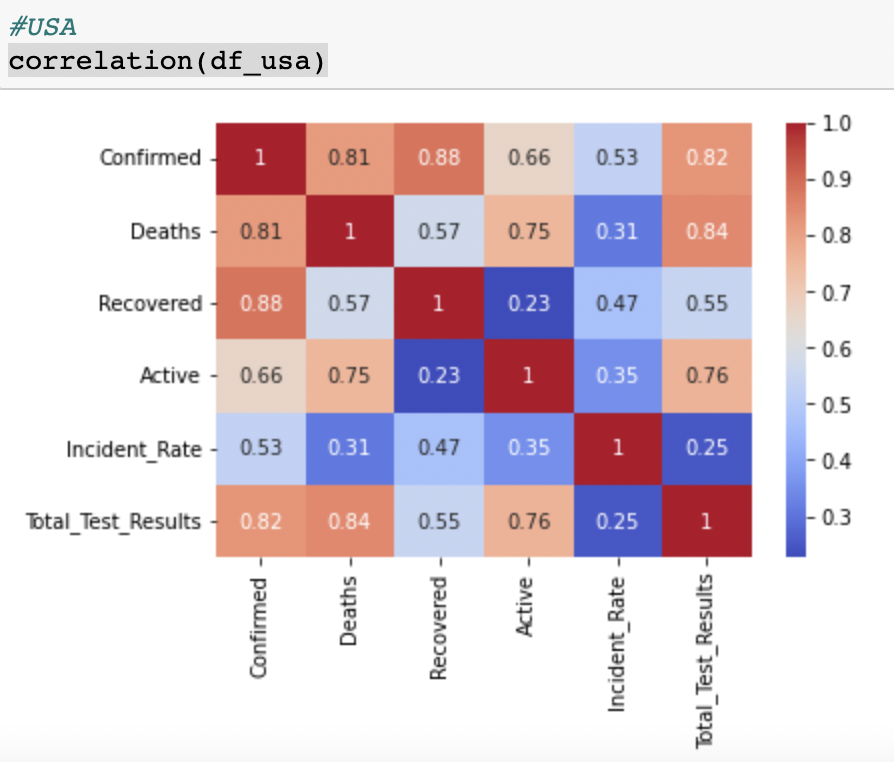 #USA
correlation(df_usa)
Confirmed 1 0.81 0.88 0.66 0.53 0.82
Deaths 0.81 1 0.57 0.75 0.31 0.84
Recovered 0.88 0.57 1 0.23 0.47 0.55
Active 0.66 0.75 0.23 1 0.35 0.76
Incident_Rate 0.53 0.31 0.47 0.35 1 0.25
Total_Test_Results 0.82 0.84 0.55 0.76 0.25 1
Confirmed Deaths Recovered Active Incident_Rate Total_Test_Results
1.0
0.9
0.8
0.7
0.6
0.5
0.4
0.3